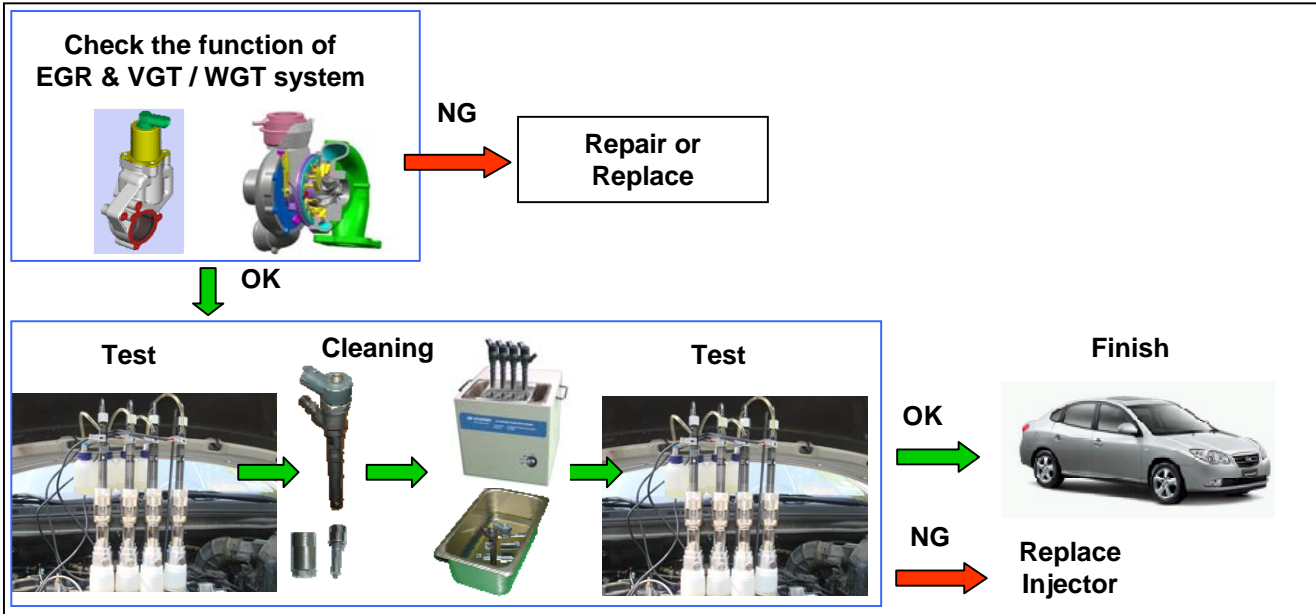 Check the function of
EGR & VGT / WGT system
NG
Repair or
Replace
OK
Test
Cleaning
Test
Finish
OK
NG
Replace
Injector